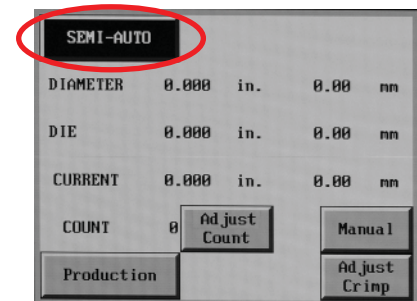 SEMI-AUTO
DIAMETER 0.000 in. 0.00 mm
DIE 0.000 in. 0.00 mm
CURRENT 0.000 in. 0.00 mm
COUNT 0 Adjust Count Manual
Production Adjust Crimp